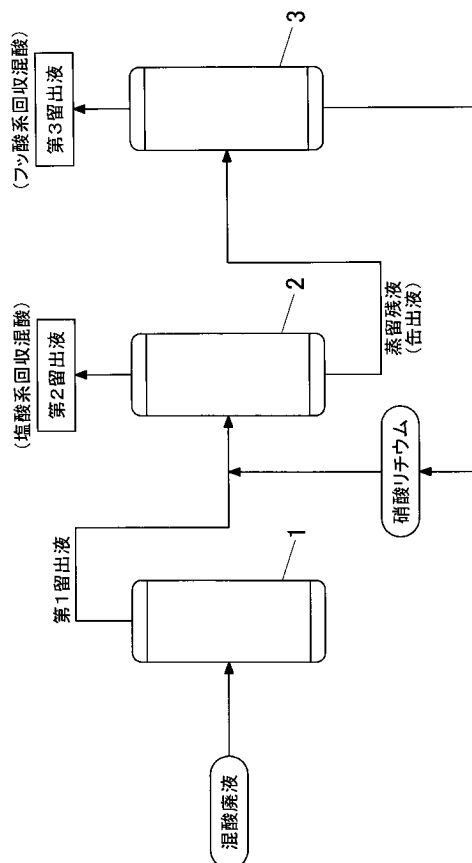 混酸廃液
1
第1留出液
硝酸リチウム
2
(塩酸系回収混酸)
第2留出液
蒸留残液
(缶出液)
3
(フッ酸系回収混酸)
第3留出液